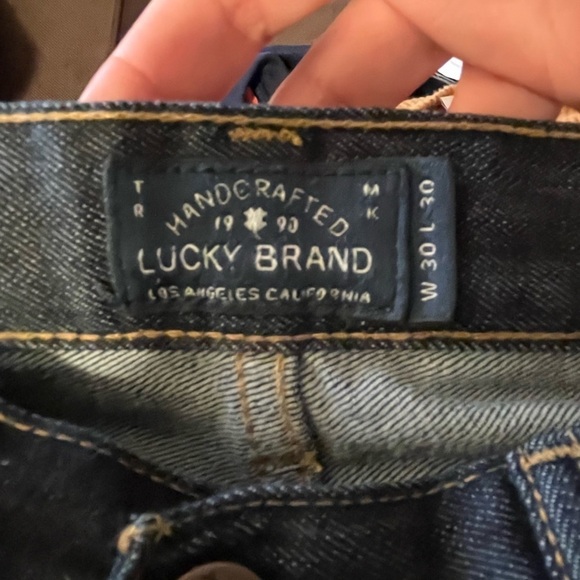 TR MK
HANDCRAFTED
19 90
LUCKY BRAND
LOS ANGELES CALIFORNIA
W 30 L 30